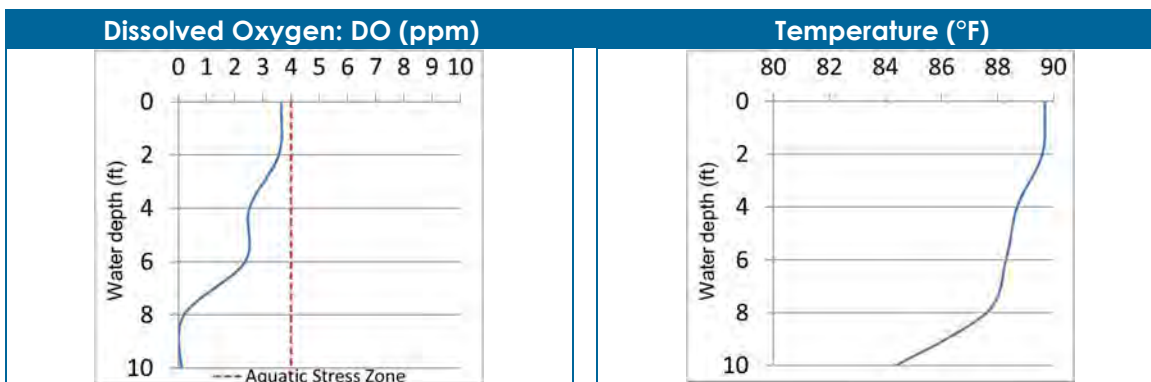 Dissolved Oxygen: DO (ppm)
0 1 2 3 4 5 6 7 8 9 10
Water depth (ft)
0
2
4
6
8
10
Aquatic Stress Zone
Temperature (°F)
80 82 84 86 88 90
Water depth (ft)
0
2
4
6
8
10